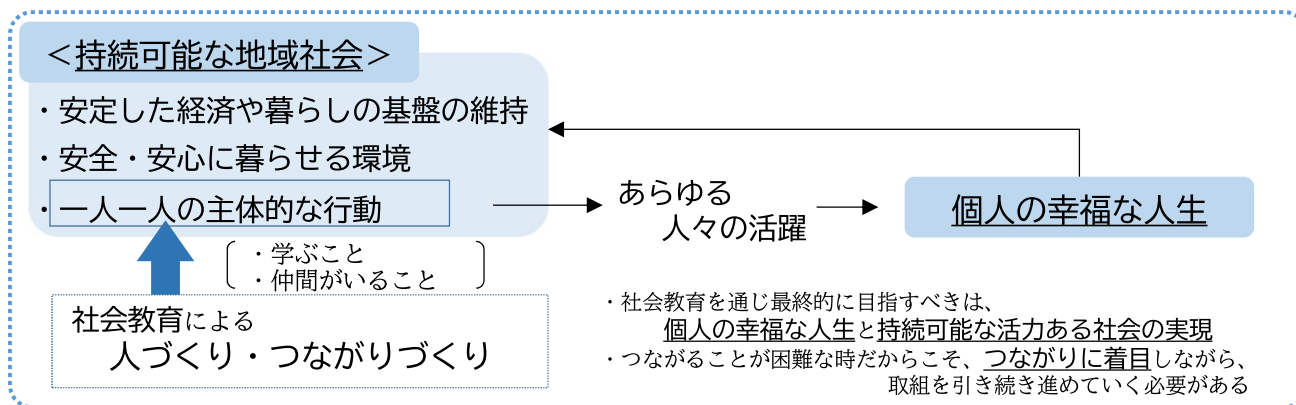 ＜持続可能な地域社会＞
・安定した経済や暮らしの基盤の維持
・安全・安心に暮らせる環境
・一人一人の主体的な行動
・学ぶこと
・仲間がいること
社会教育による
人づくり・つながりづくり
あらゆる
人々の活躍
個人の幸福な人生
・社会教育を通じ最終的に目指すべきは、
個人の幸福な人生と持続可能な活力ある社会の実現
・つながることが困難な時だからこそ、つながりに着目しながら、
取組を引き続き進めていく必要がある